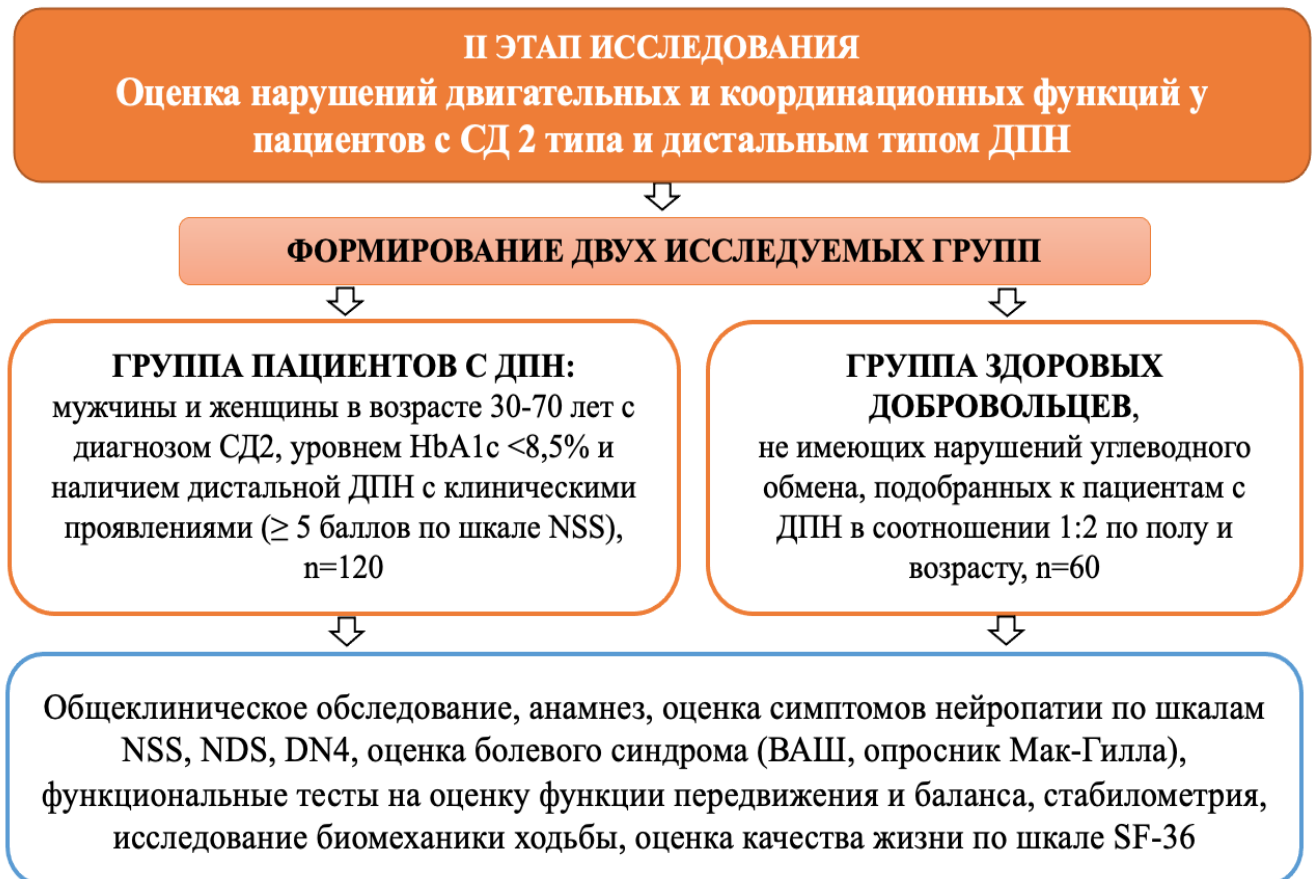 II ЭТАП ИССЛЕДОВАНИЯ
Оценка нарушений двигательных и координационных функций у
пациентов с СД 2 типа и дистальным типом ДПН
ФОРМИРОВАНИЕ ДВУХ ИССЛЕДУЕМЫХ ГРУПП
ГРУППА ПАЦИЕНТОВ С ДПН:
мужчины и женщины в возрасте 30-70 лет с
диагнозом СД2, уровнем HbA1c <8,5% и
наличием дистальной ДПН с клиническими
проявлениями (≥ 5 баллов по шкале NSS),
n=120
ГРУППА ЗДОРОВЫХ
ДОБРОВОЛЬЦЕВ,
не имеющих нарушений углеводного
обмена, подобранных к пациентам с
ДПН в соотношении 1:2 по полу и
возрасту, n=60
Общеклиническое обследование, анамнез, оценка симптомов нейропатии по шкалам
NSS, NDS, DN4, оценка болевого синдрома (ВАШ, опросник Мак-Гилла),
функциональные тесты на оценку функции передвижения и баланса, стабилометрия,
исследование биомеханики ходьбы, оценка качества жизни по шкале SF-36